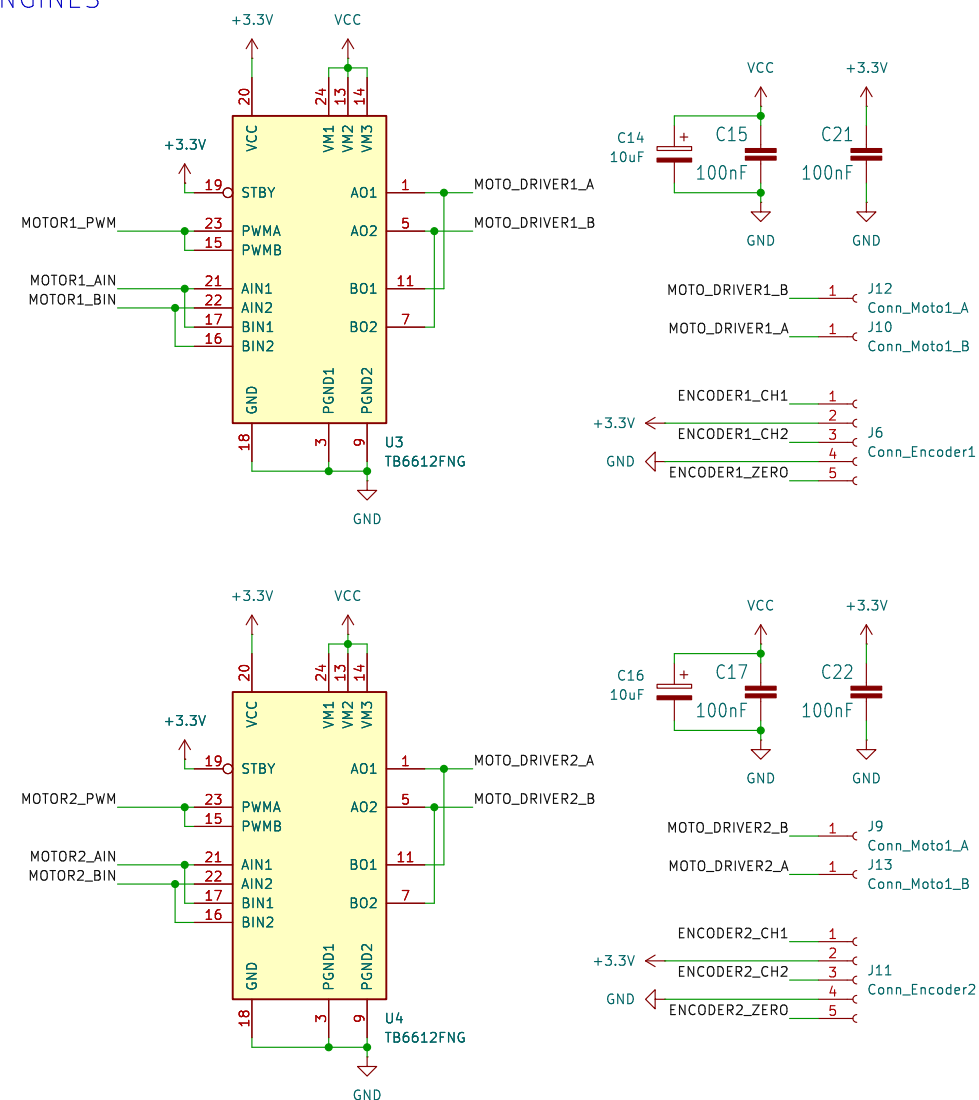 NGINES
+3.3V
VCC
20
24
13
14
VCC
VM1
VM2
VM3
+3.3V
19
STBY
AO1
1
MOTO_DRIVER1_A
MOTOR1_PWM
23
PWMA
AO2
5
MOTO_DRIVER1_B
15
PWMB
MOTOR1_AIN
21
AIN1
BO1
11
MOTOR1_BIN
22
AIN2
17
BIN1
BO2
7
16
BIN2
GND
PGND1
PGND2
18
3
9
U3
TB6612FNG
GND
VCC
+3.3V
C14
10uF
+
C15
100nF
C21
100nF
GND
GND
MOTO_DRIVER1_B
1
J12
Conn_Moto1_A
MOTO_DRIVER1_A
1
J10
Conn_Moto1_B
ENCODER1_CH1
1
+3.3V
2
ENCODER1_CH2
3
J6
Conn_Encoder1
GND
4
ENCODER1_ZERO
5
+3.3V
VCC
20
24
13
14
VCC
VM1
VM2
VM3
+3.3V
19
STBY
AO1
1
MOTO_DRIVER2_A
MOTOR2_PWM
23
PWMA
AO2
5
MOTO_DRIVER2_B
15
PWMB
MOTOR2_AIN
21
AIN1
BO1
11
MOTOR2_BIN
22
AIN2
17
BIN1
BO2
7
16
BIN2
GND
PGND1
PGND2
18
3
9
U4
TB6612FNG
GND
VCC
+3.3V
C16
10uF
+
C17
100nF
C22
100nF
GND
GND
MOTO_DRIVER2_B
1
J9
Conn_Moto1_A
MOTO_DRIVER2_A
1
J13
Conn_Moto1_B
ENCODER2_CH1
1
+3.3V
2
ENCODER2_CH2
3
J11
Conn_Encoder2
GND
4
ENCODER2_ZERO
5